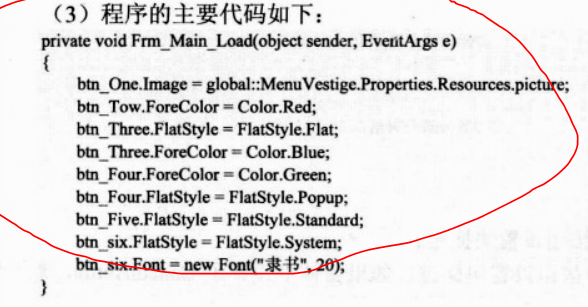 （3）程序的主要代码如下：
private void Frm_Main_Load(object sender, EventArgs e)
{
btn_One.Image = global::MenuVestige.Properties.Resources.picture;
btn_Tow.ForeColor = Color.Red;
btn_Three.FlatStyle = FlatStyle.Flat;
btn_Three.ForeColor = Color.Blue;
btn_Four.ForeColor = Color.Green;
btn_Four.FlatStyle = FlatStyle.Popup;
btn_Five.FlatStyle = FlatStyle.Standard;
btn_six.FlatStyle = FlatStyle.System;
btn_six.Font = new Font("隶书", 20);
}